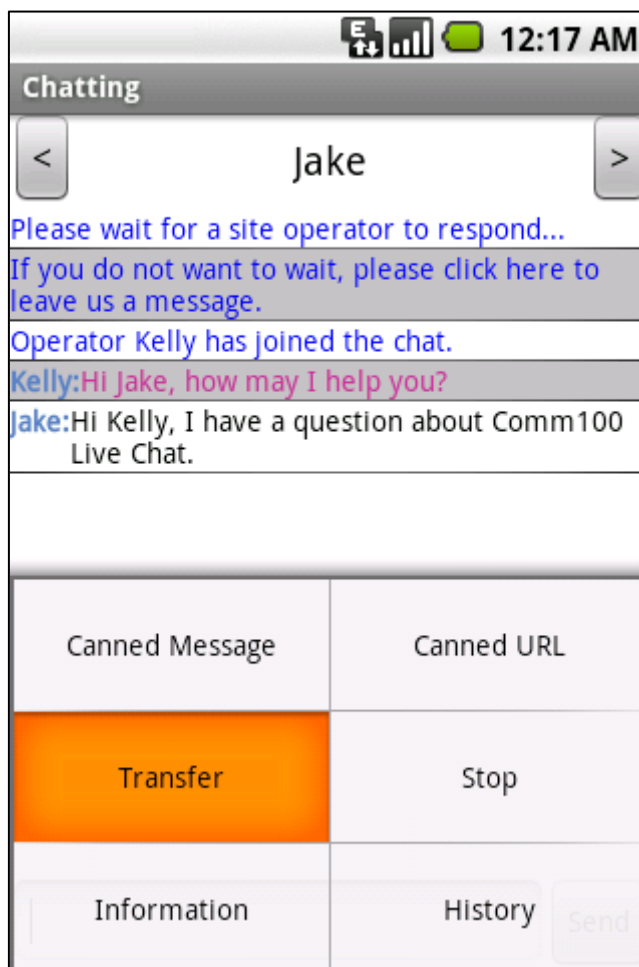 E
12:17 AM
Chatting
< Jake >
Please wait for a site operator to respond...
If you do not want to wait, please click here to
leave us a message.
Operator Kelly has joined the chat.
Kelly:Hi Jake, how may I help you?
Jake:Hi Kelly, I have a question about Comm100
Live Chat.
Canned Message Canned URL
Transfer Stop
Information History
Send